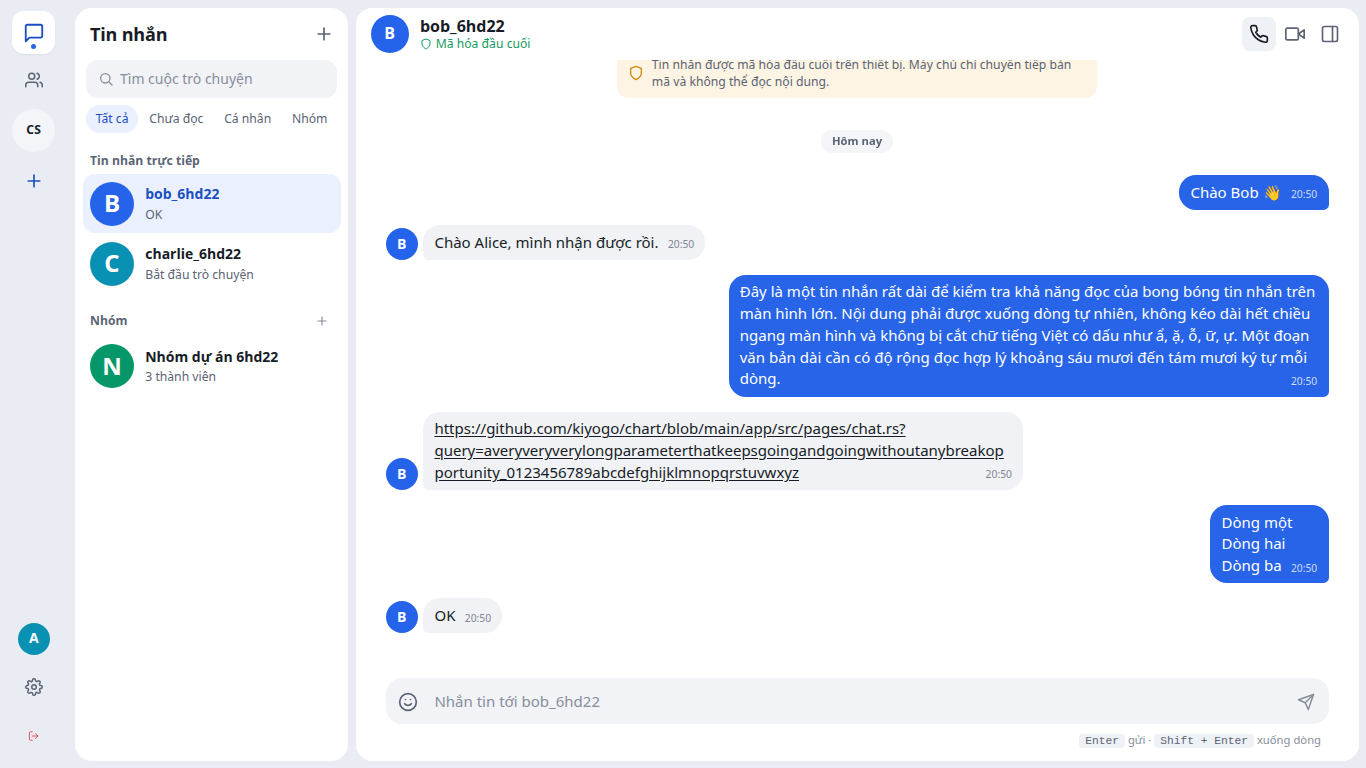 Tin nhắn
Tìm cuộc trò chuyện
Tất cả
Chưa đọc
Cá nhân
Nhóm
CS
Tin nhắn trực tiếp
B
bob_6hd22
OK
C
charlie_6hd22
Bắt đầu trò chuyện
Nhóm
N
Nhóm dự án 6hd22
3 thành viên
A
B
bob_6hd22
Mã hóa đầu cuối
Tin nhắn được mã hóa đầu cuối trên thiết bị. Máy chủ chỉ chuyển tiếp bản
mã và không thể đọc nội dung.
Hôm nay
Chào Bob 👋 20:50
B
Chào Alice, mình nhận được rồi. 20:50
Đây là một tin nhắn rất dài để kiểm tra khả năng đọc của bong bóng tin nhắn trên
màn hình lớn. Nội dung phải được xuống dòng tự nhiên, không kéo dài hết chiều
ngang màn hình và không bị cắt chữ tiếng Việt có dấu như ẩ, ặ, ỗ, ữ, ự. Một đoạn
văn bản dài cần có độ rộng đọc hợp lý khoảng sáu mươi đến tám mươi ký tự mỗi
dòng. 20:50
https://github.com/kiyogo/chart/blob/main/app/src/pages/chat.rs?
query=averyveryverylongparameterthatkeepsgoingandgoingwithoutanybreakop
B
portunity_0123456789abcdefghijklmnopqrstuvwxyz 20:50
Dòng một
Dòng hai
Dòng ba 20:50
B
OK 20:50
Nhắn tin tới bob_6hd22
Enter gửi · Shift + Enter xuống dòng